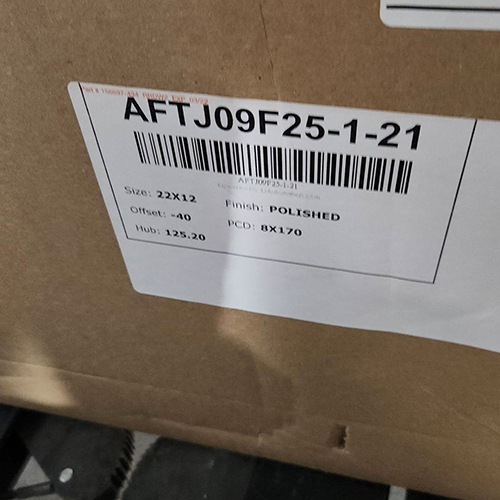 AFTJ09F25-1-21
AFTJ09F25-1-21
Size: 22X12
Finish: POLISHED
Offset: -40
PCD: 8X170
Hub: 125.20